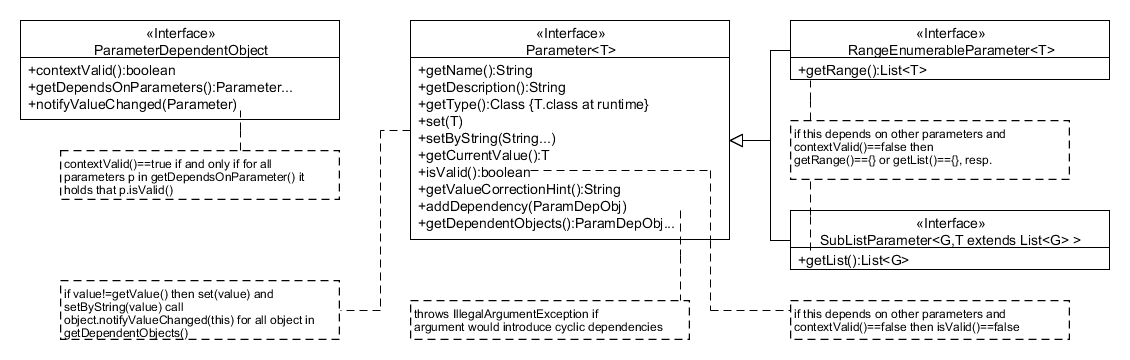 «Interface»
ParameterDependentObject
+contextValid():boolean
+getDependsOnParameters():Parameter...
+notifyValueChanged(Parameter)
contextValid()==true if and only if for all
parameters p in getDependsOnParameter() it
holds that p.isValid()
if value!=getValue() then set(value) and
setByString(value) call
object.notifyValueChanged(this) for all object in
getDependentObjects()
«Interface»
Parameter<T>
+getName():String
+getDescription():String
+getType():Class {T.class at runtime}
+set(T)
+setByString(String...)
+getCurrentValue():T
+isValid():boolean
+getValueCorrectionHint():String
+addDependency(ParamDepObj)
+getDependentObjects():ParamDepObj...
throws IllegalArgumentException if
argument would introduce cyclic dependencies
«Interface»
RangeEnumerableParameter<T>
+getRange():List<T>
if this depends on other parameters and
contextValid()==false then
getRange()=={} or getList()=={}, resp.
«Interface»
SubListParameter<G,T extends List<G> >
+getList():List<G>
if this depends on other parameters and
contextValid()==false then isValid()==false